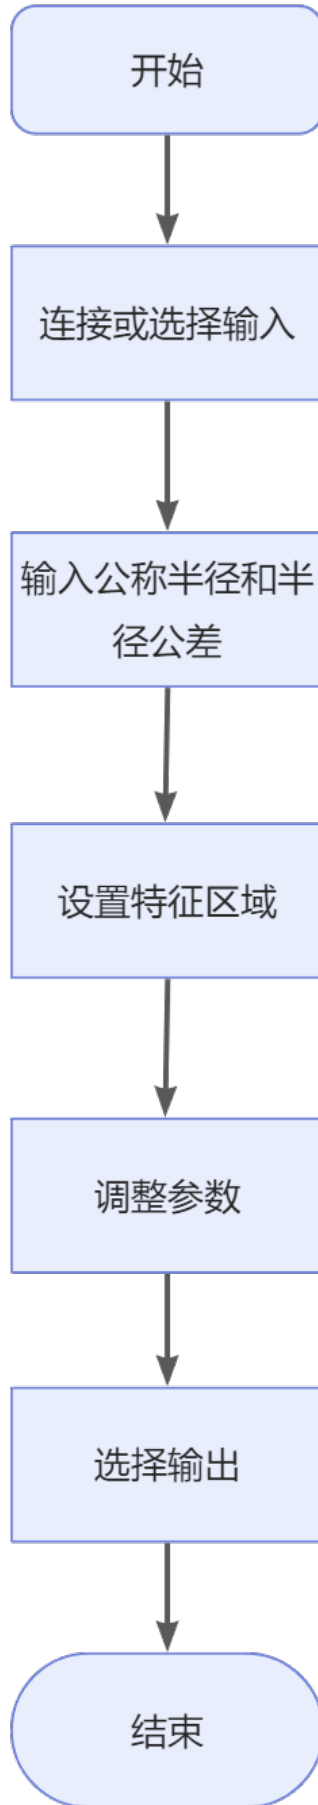 开始
连接或选择输入
输入公称半径和半
径公差
设置特征区域
调整参数
选择输出
结束